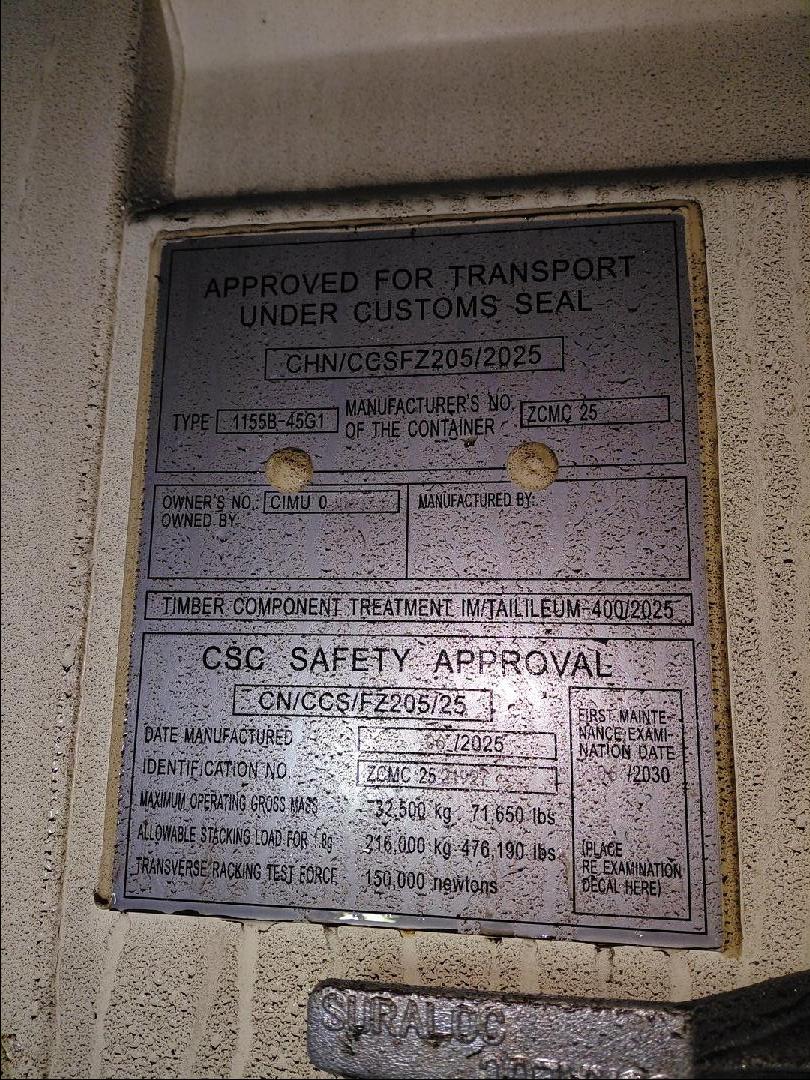 APPROVED FOR TRANSPORT
UNDER CUSTOMS SEAL
CHN/CCSFZ205/2025
TYPE 1155B-45G1 MANUFACTURER'S NO. OF THE CONTAINER ZCMC 25
OWNER'S NO.: CIMU 0
OWNED BY:
MANUFACTURED BY:
TIMBER COMPONENT TREATMENT IM/TAILILEUM-400/2025
CSC SAFETY APPROVAL
CN/CCS/FZ205/25
DATE MANUFACTURED /2025
IDENTIFICATION NO. ZCMC 25
MAXIMUM OPERATING GROSS MASS 32,500 kg 71,650 lbs
ALLOWABLE STACKING LOAD FOR 1.8g 216,000 kg 476,190 lbs
TRANSVERSE RACKING TEST FORCE 150,000 newtons
FIRST MAINTE-
NANCE EXAMI-
NATION DATE
/2030
(PLACE
RE EXAMINATION
DECAL HERE)